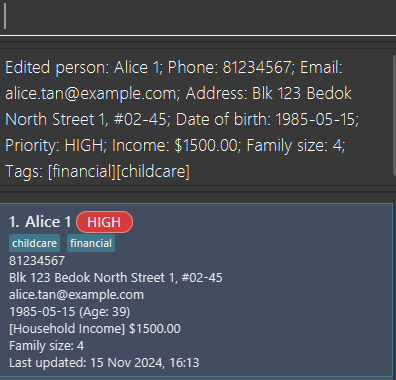 Edited person: Alice 1; Phone: 81234567; Email:
alice.tan@example.com; Address: Blk 123 Bedok
North Street 1, #02-45; Date of birth: 1985-05-15;
Priority: HIGH; Income: $1500.00; Family size: 4;
Tags: [financial][childcare]
1. Alice 1 HIGH
childcare financial
81234567
Blk 123 Bedok North Street 1, #02-45
alice.tan@example.com
1985-05-15 (Age: 39)
[Household Income] $1500.00
Family size: 4
Last updated: 15 Nov 2024, 16:13